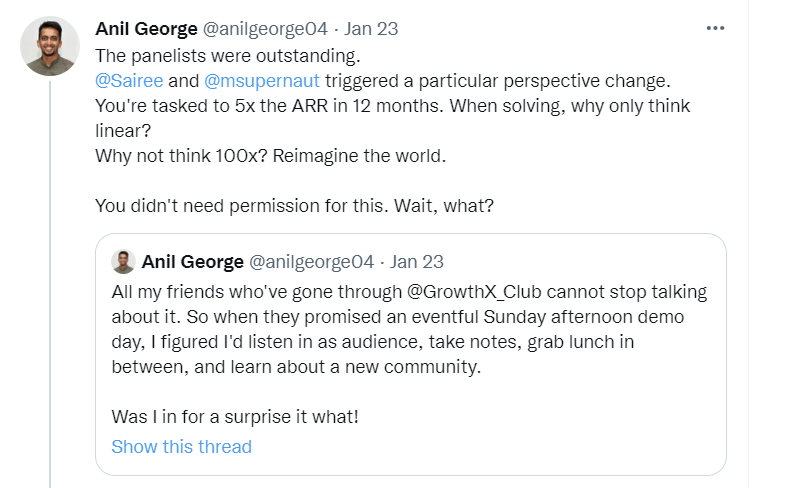 Anil George @anilgeorge04 · Jan 23
The panelists were outstanding.
@Sairee and @msupernaut triggered a particular perspective change.
You're tasked to 5x the ARR in 12 months. When solving, why only think
linear?
Why not think 100x? Reimagine the world.
You didn't need permission for this. Wait, what?
Anil George @anilgeorge04 · Jan 23
All my friends who've gone through @GrowthX_Club cannot stop talking
about it. So when they promised an eventful Sunday afternoon demo
day, I figured I'd listen in as audience, take notes, grab lunch in
between, and learn about a new community.
Was I in for a surprise it what!
Show this thread